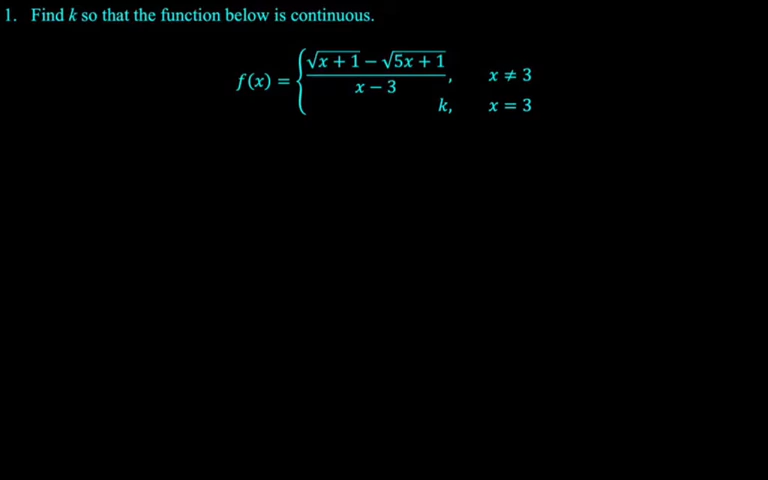 1. Find k so that the function below is continuous.
f(x) = { (√(x + 1) − √(5x + 1)) / (x − 3), x ≠ 3
k, x = 3